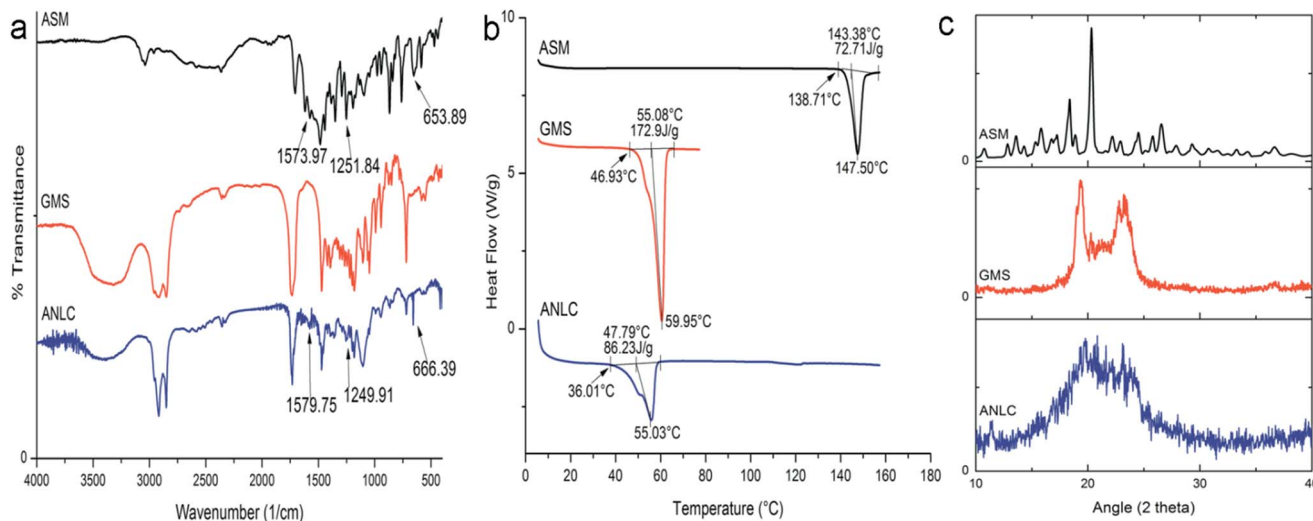 a
ASM
1573.97
1251.84
653.89
GMS
ANLC
1579.75
1249.91
666.39
% Transmittance
0
4000 3500 3000 2500 2000 1500 1000 500
Wavenumber (1/cm)
b
10
5
0
ASM
143.38°C
72.71J/g
138.71°C
147.50°C
GMS
55.08°C
172.9J/g
46.93°C
59.95°C
ANLC
47.79°C
86.23J/g
36.01°C
55.03°C
Heat Flow (W/g)
0 20 40 60 80 100 120 140 160 180
Temperature (°C)
c
ASM
0
GMS
0
ANLC
0
10 20 30 40
Angle (2 theta)